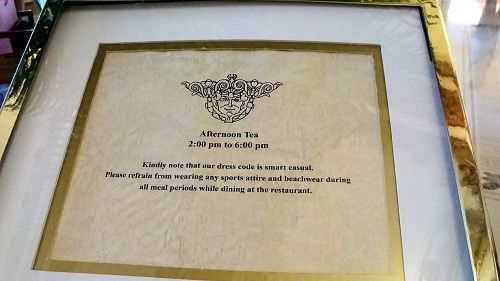 Afternoon Tea
2:00 pm to 6:00 pm
Kindly note that our dress code is smart casual.
Please refrain from wearing any sports attire and beachwear during
all meal periods while dining at the restaurant.